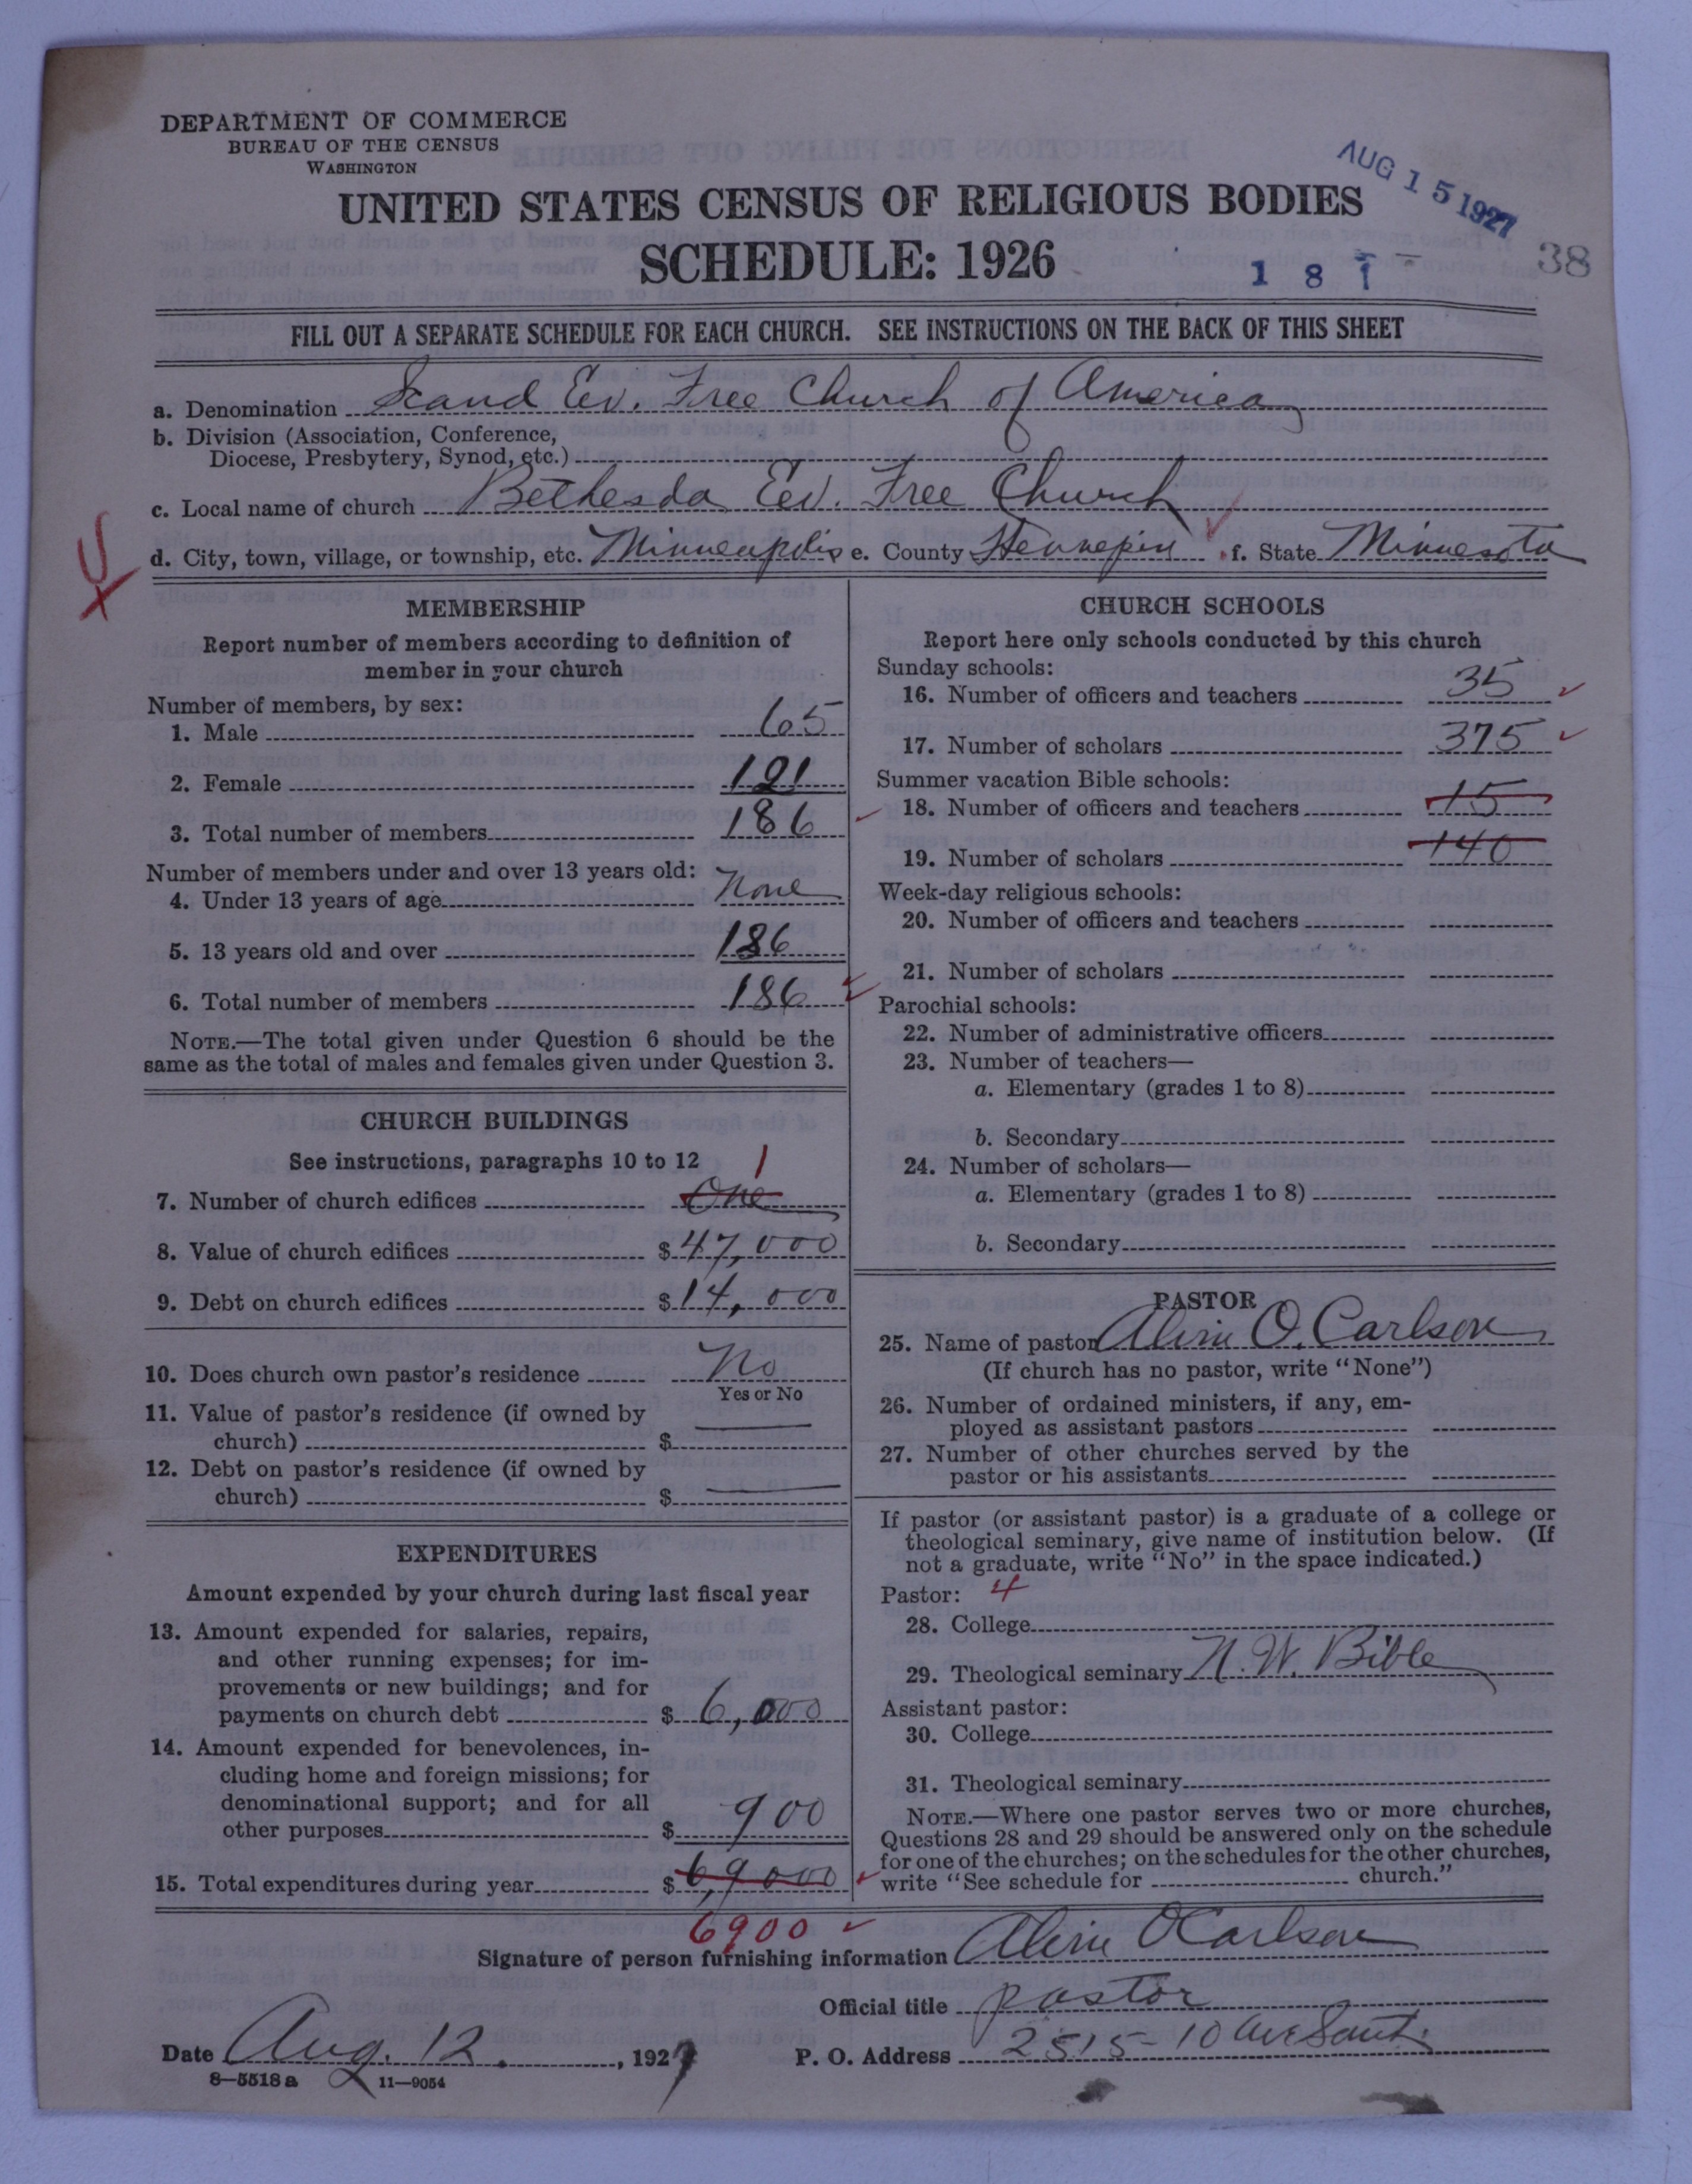 DEPARTMENT OF COMMERCE
BUREAU OF THE CENSUS
WASHINGTON
AUG 15 1927
UNITED STATES CENSUS OF RELIGIOUS BODIES
SCHEDULE: 1926
1 8 1
38
FILL OUT A SEPARATE SCHEDULE FOR EACH CHURCH. SEE INSTRUCTIONS ON THE BACK OF THIS SHEET
a. Denomination Scand Ev. Free Church of America
b. Division (Association, Conference,
Diocese, Presbytery, Synod, etc.)
c. Local name of church Bethesda Ev. Free Church
d. City, town, village, or township, etc. Minneapolis e. County Hennepin f. State Minnesota
MEMBERSHIP
Report number of members according to definition of
member in your church
Number of members, by sex:
1. Male 65
2. Female 121
3. Total number of members 186
Number of members under and over 13 years old:
4. Under 13 years of age None
5. 13 years old and over 186
6. Total number of members 186
NOTE.—The total given under Question 6 should be the
same as the total of males and females given under Question 3.
CHURCH BUILDINGS
See instructions, paragraphs 10 to 12
1
7. Number of church edifices One
8. Value of church edifices $47,000
9. Debt on church edifices $14,000
10. Does church own pastor's residence No
Yes or No
11. Value of pastor's residence (if owned by
church) $
12. Debt on pastor's residence (if owned by
church) $
EXPENDITURES
Amount expended by your church during last fiscal year
13. Amount expended for salaries, repairs,
and other running expenses; for im-
provements or new buildings; and for
payments on church debt $ 6,000
14. Amount expended for benevolences, in-
cluding home and foreign missions; for
denominational support; and for all
other purposes $ 900
15. Total expenditures during year $6,9000
6900
CHURCH SCHOOLS
Report here only schools conducted by this church
Sunday schools:
16. Number of officers and teachers 35
17. Number of scholars 375
Summer vacation Bible schools:
18. Number of officers and teachers 15
19. Number of scholars 140
Week-day religious schools:
20. Number of officers and teachers
21. Number of scholars
Parochial schools:
22. Number of administrative officers
23. Number of teachers—
a. Elementary (grades 1 to 8)
b. Secondary
24. Number of scholars—
a. Elementary (grades 1 to 8)
b. Secondary
PASTOR
25. Name of pastor Alvin O. Carlson
(If church has no pastor, write "None")
26. Number of ordained ministers, if any, em-
ployed as assistant pastors
27. Number of other churches served by the
pastor or his assistants
If pastor (or assistant pastor) is a graduate of a college or
theological seminary, give name of institution below. (If
not a graduate, write "No" in the space indicated.)
Pastor: 4
28. College
29. Theological seminary N. W. Bible
Assistant pastor:
30. College
31. Theological seminary
NOTE.—Where one pastor serves two or more churches,
Questions 28 and 29 should be answered only on the schedule
for one of the churches; on the schedules for the other churches,
write "See schedule for church."
Signature of person furnishing information Alvin O Carlson
Official title pastor
Date Aug. 12, 1927
P. O. Address 2515-10 Ave South
8—5518a 11—9054